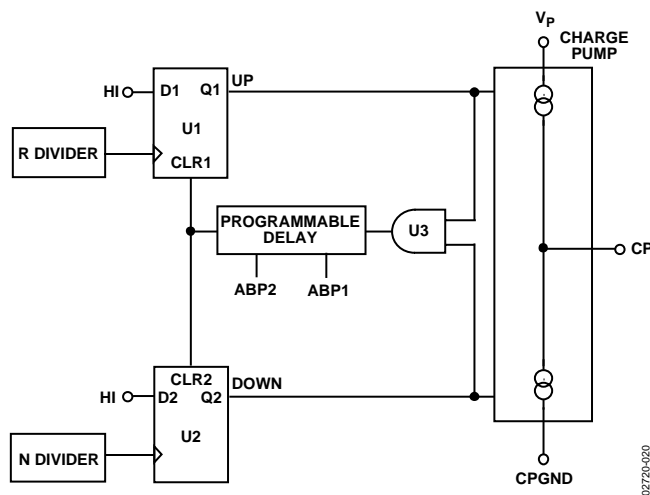 VP
CHARGE
PUMP
HI
D1
Q1
UP
U1
R DIVIDER
CLR1
PROGRAMMABLE
DELAY
U3
CP
ABP2
ABP1
CLR2
DOWN
HI
D2
Q2
U2
N DIVIDER
CPGND
02720-020